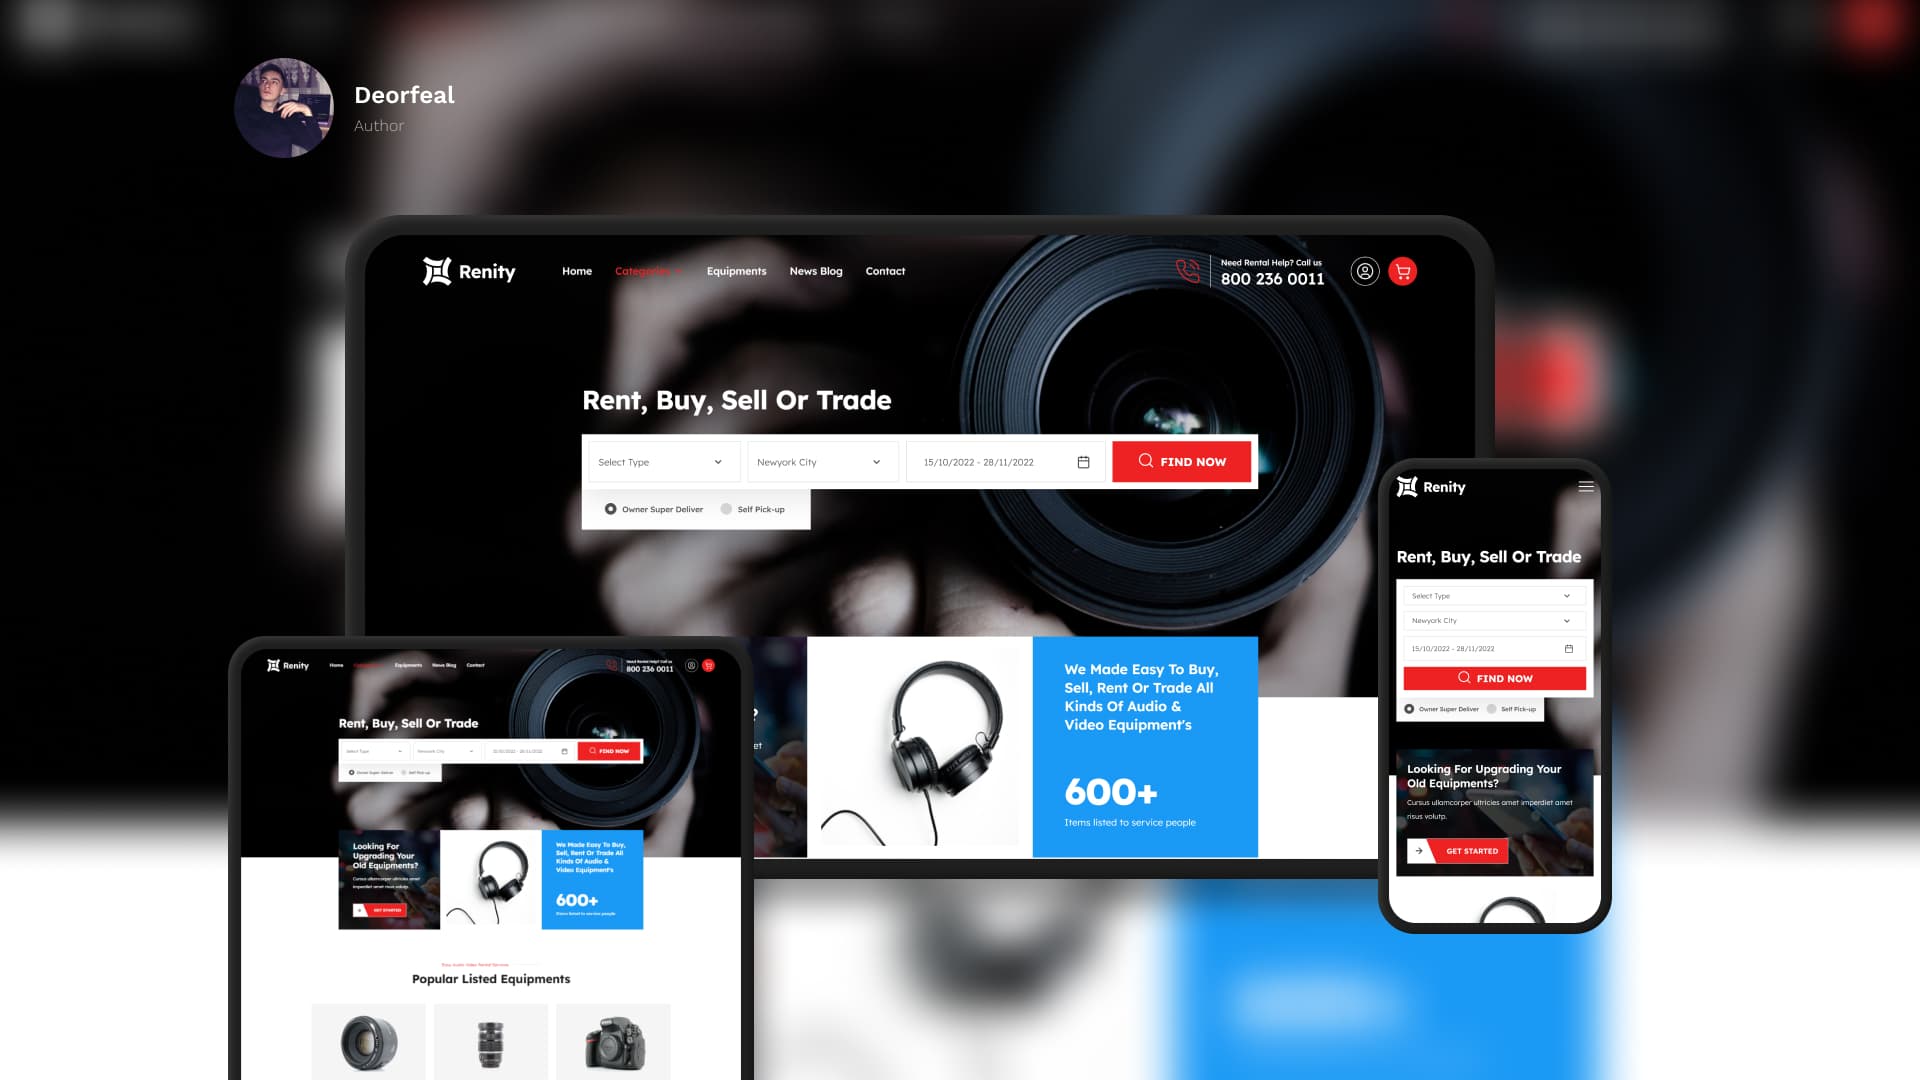 Deorfeal
Author
Renity
Home
Categories
Equipments
News Blog
Contact
Need Rental Help? Call us
800 236 0011
Rent, Buy, Sell Or Trade
Select Type
Newyork City
15/10/2022 - 28/11/2022
FIND NOW
Owner Super Deliver
Self Pick-up
?
et
We Made Easy To Buy,
Sell, Rent Or Trade All
Kinds Of Audio &
Video Equipment's
600+
Items listed to service people
Renity
Home
Equipments
News Blog
Contact
Need Rental Help? Call us
800 236 0011
Rent, Buy, Sell Or Trade
Select Type
Newyork City
15/10/2022 - 28/11/2022
FIND NOW
Owner Super Deliver
Self Pick-up
Looking For
Upgrading Your
Old Equipments?
Cursus ullamcorper ultricies amet
imperdiet amet risus volutp.
GET STARTED
We Made Easy To Buy,
Sell, Rent Or Trade All
Kinds Of Audio &
Video Equipment's
600+
Items listed to service people
Popular Listed Equipments
Renity
Rent, Buy, Sell Or Trade
Select Type
Newyork City
15/10/2022 - 28/11/2022
FIND NOW
Owner Super Deliver
Self Pick-up
Looking For Upgrading Your
Old Equipments?
Cursus ullamcorper ultricies amet imperdiet amet
risus volutp.
GET STARTED